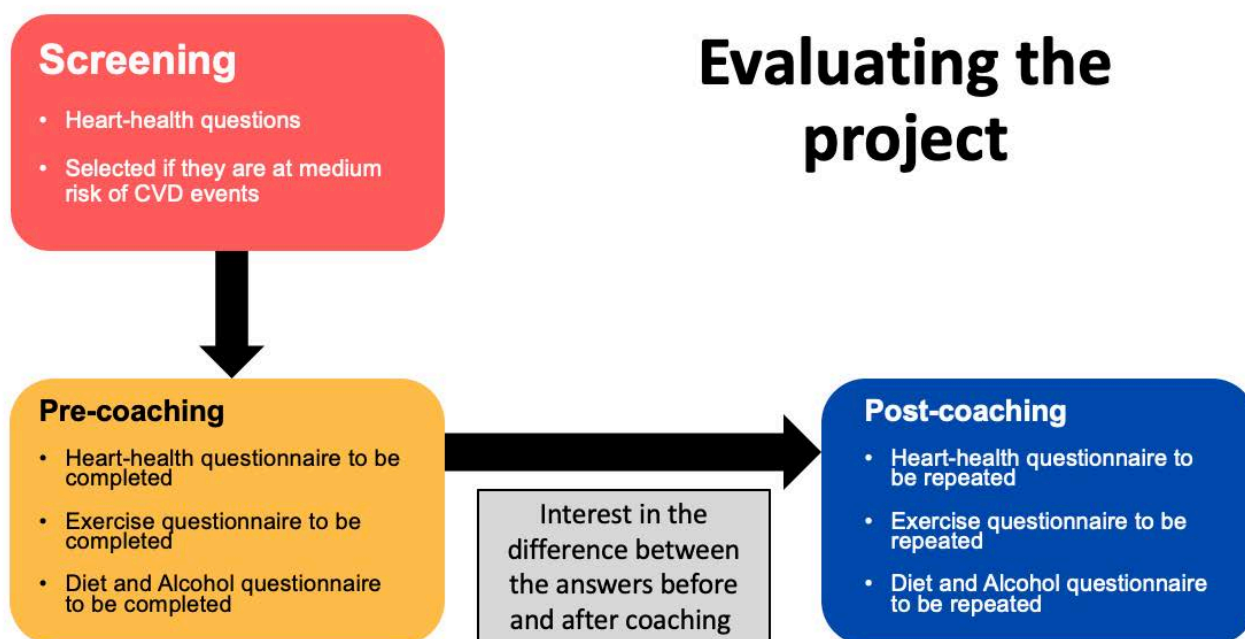 Evaluating the
project
Screening
• Heart-health questions
• Selected if they are at medium
risk of CVD events
Pre-coaching
• Heart-health questionnaire to be
completed
• Exercise questionnaire to be
completed
• Diet and Alcohol questionnaire
to be completed
Interest in the
difference between
the answers before
and after coaching
Post-coaching
• Heart-health questionnaire to
be repeated
• Exercise questionnaire to be
repeated
• Diet and Alcohol questionnaire
to be repeated